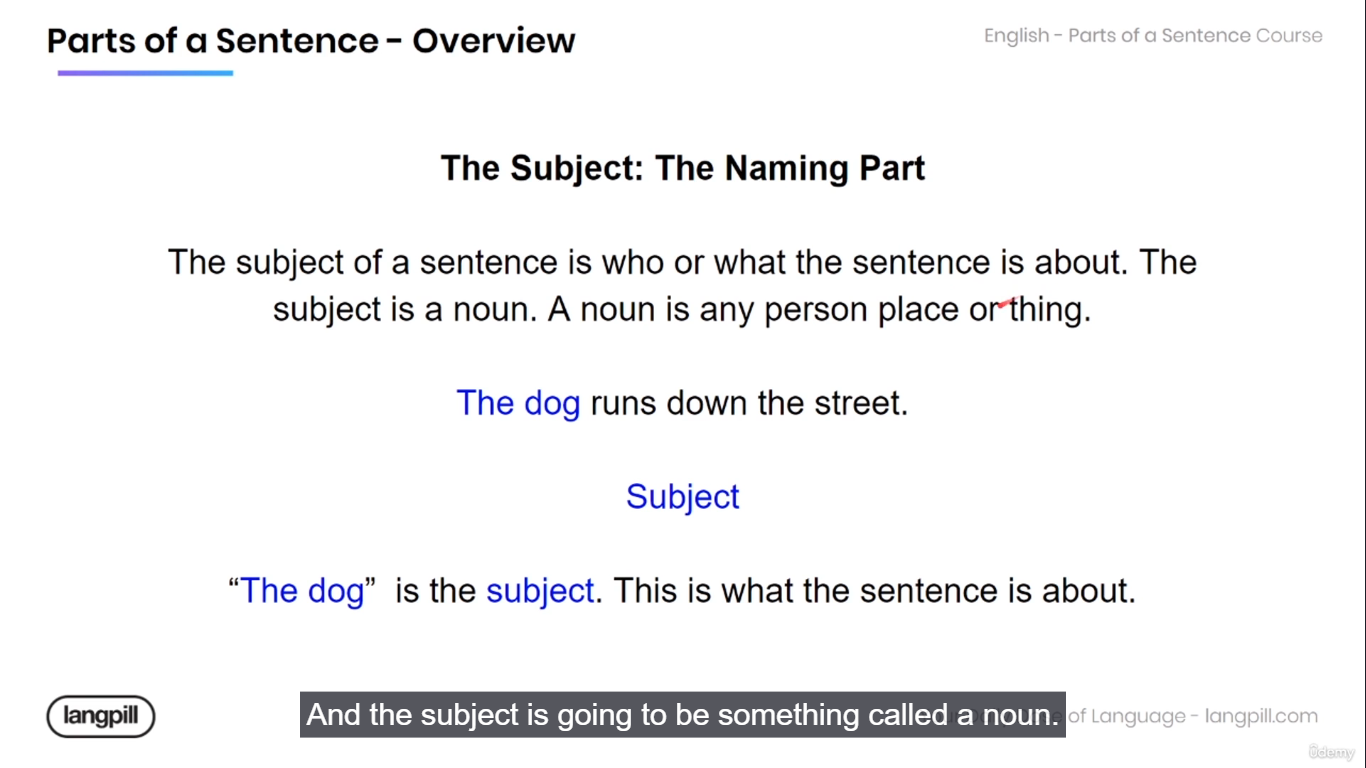 Parts of a Sentence - Overview
English - Parts of a Sentence Course
The Subject: The Naming Part
The subject of a sentence is who or what the sentence is about. The
subject is a noun. A noun is any person place or thing.
The dog runs down the street.
Subject
“The dog” is the subject. This is what the sentence is about.
langpill
And the subject is going to be something called a noun.
of Language - langpill.com
ûdemy